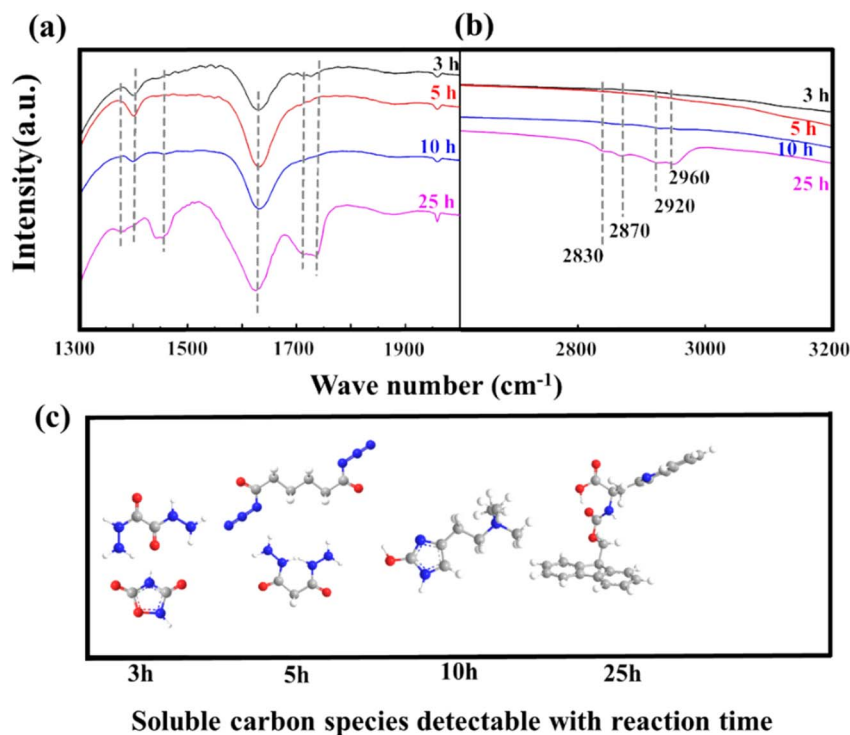 (a)
(b)
3 h
5 h
10 h
25 h
3 h
5 h
10 h
25 h
2960
2920
2870
2830
Intensity(a.u.)
1300
1500
1700
1900
2800
3000
3200
Wave number (cm-1)
(c)
3h
5h
10h
25h
Soluble carbon species detectable with reaction time